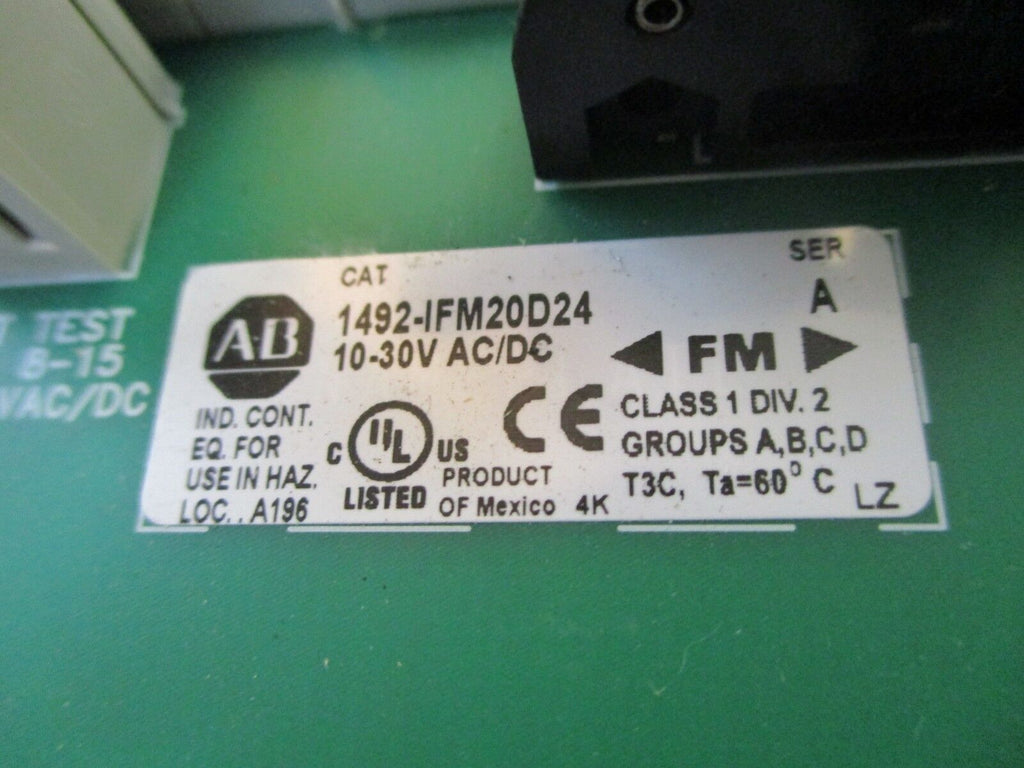 L
T TEST
8-15
VAC/DC
CAT
SER
1492-IFM20D24
A
10-30V AC/DC
AB
FM
IND. CONT.
EQ. FOR
USE IN HAZ.
LOC., A196
C UL US
LISTED
PRODUCT
OF Mexico 4K
CE
CLASS 1 DIV. 2
GROUPS A,B,C,D
T3C, Ta=60° C
LZ